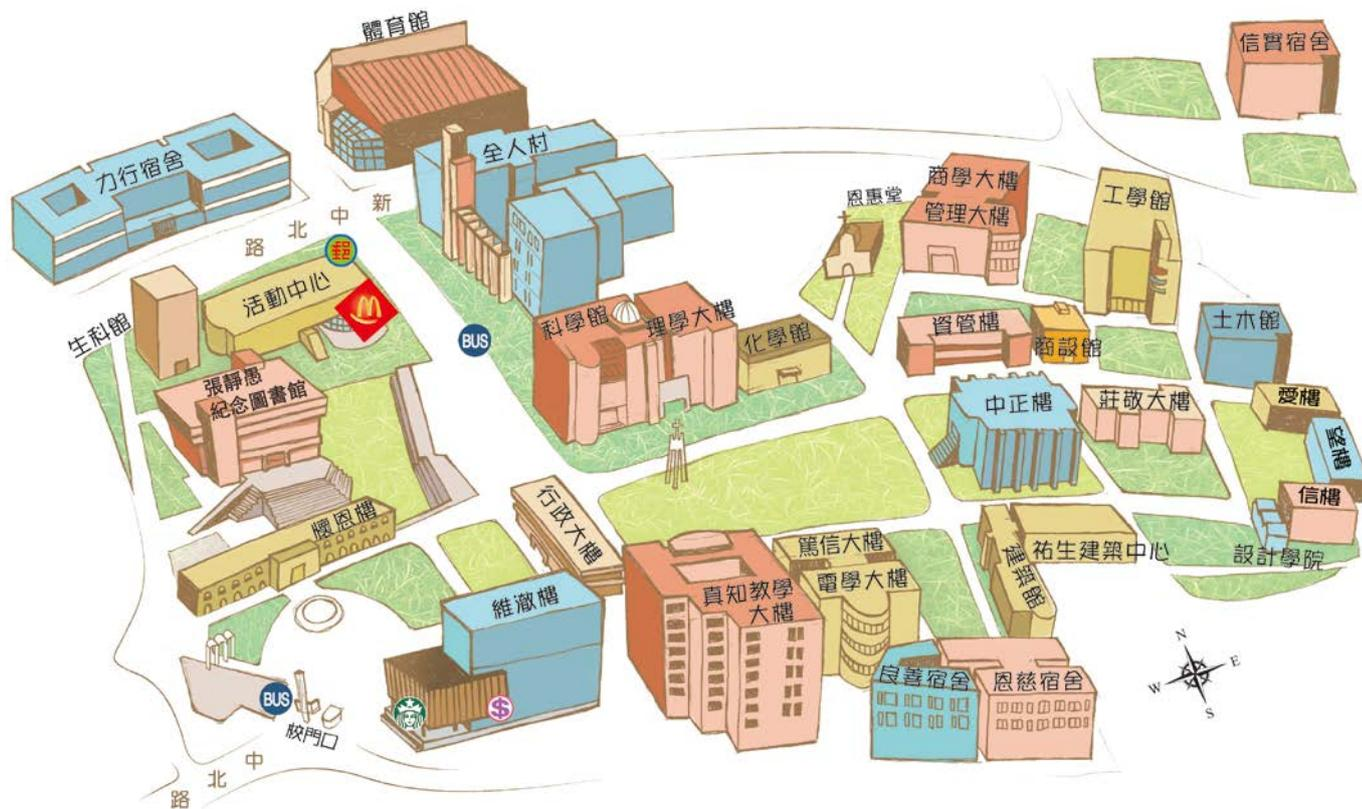 體育館
信實宿舍
全人村
力行宿舍
商學大樓
工學館
恩惠堂
管理大樓
新中北路
郵
活動中心
M
生科館
BUS
科學館
理學大樓
化學館
資管樓
商設館
土木館
張靜愚
紀念圖書館
中正樓
莊敬大樓
愛樓
望樓
信樓
行政大樓
懷恩樓
篤信大樓
祐生建築中心
設計學院
建築館
電學大樓
真知教學
大樓
維澈樓
N
E
W
S
良善宿舍
恩慈宿舍
BUS
$
校門口
中北路